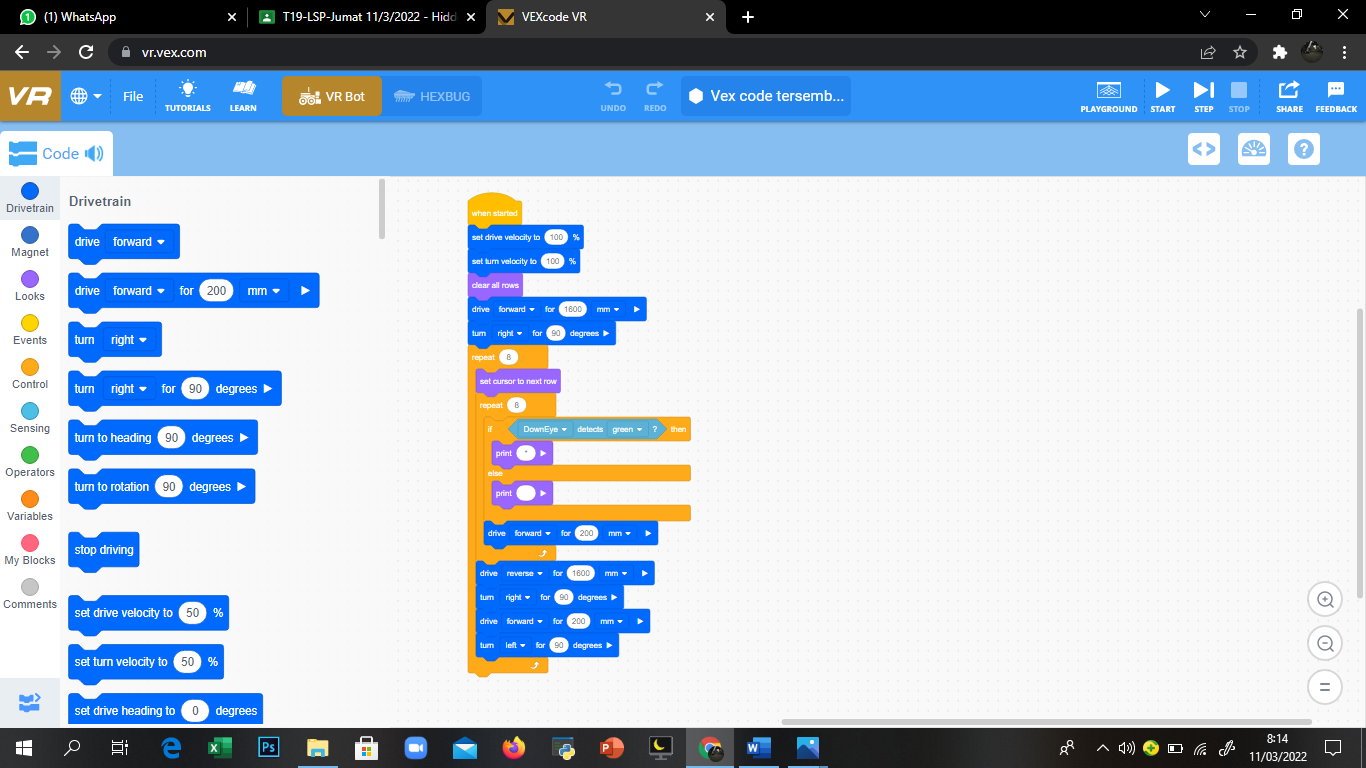 (1) WhatsApp
T19-LSP-Jumat 11/3/2022 - Hidd
VEXcode VR
vr.vex.com
VR
File
TUTORIALS
LEARN
VR Bot
HEXBUG
UNDO
REDO
Vex code tersemb...
PLAYGROUND
START
STEP
STOP
SHARE
FEEDBACK
Code
Drivetrain
Magnet
Looks
Events
Control
Sensing
Operators
Variables
My Blocks
Comments
Drivetrain
drive forward
drive forward for 200 mm
turn right
turn right for 90 degrees
turn to heading 90 degrees
turn to rotation 90 degrees
stop driving
set drive velocity to 50 %
set turn velocity to 50 %
set drive heading to 0 degrees
when started
set drive velocity to 100 %
set turn velocity to 100 %
clear all rows
drive forward for 1600 mm
turn right for 90 degrees
repeat 8
set cursor to next row
repeat 8
if DownEye detects green ? then
print *
else
print
drive forward for 200 mm
drive reverse for 1600 mm
turn right for 90 degrees
drive forward for 200 mm
turn left for 90 degrees
8:14
11/03/2022